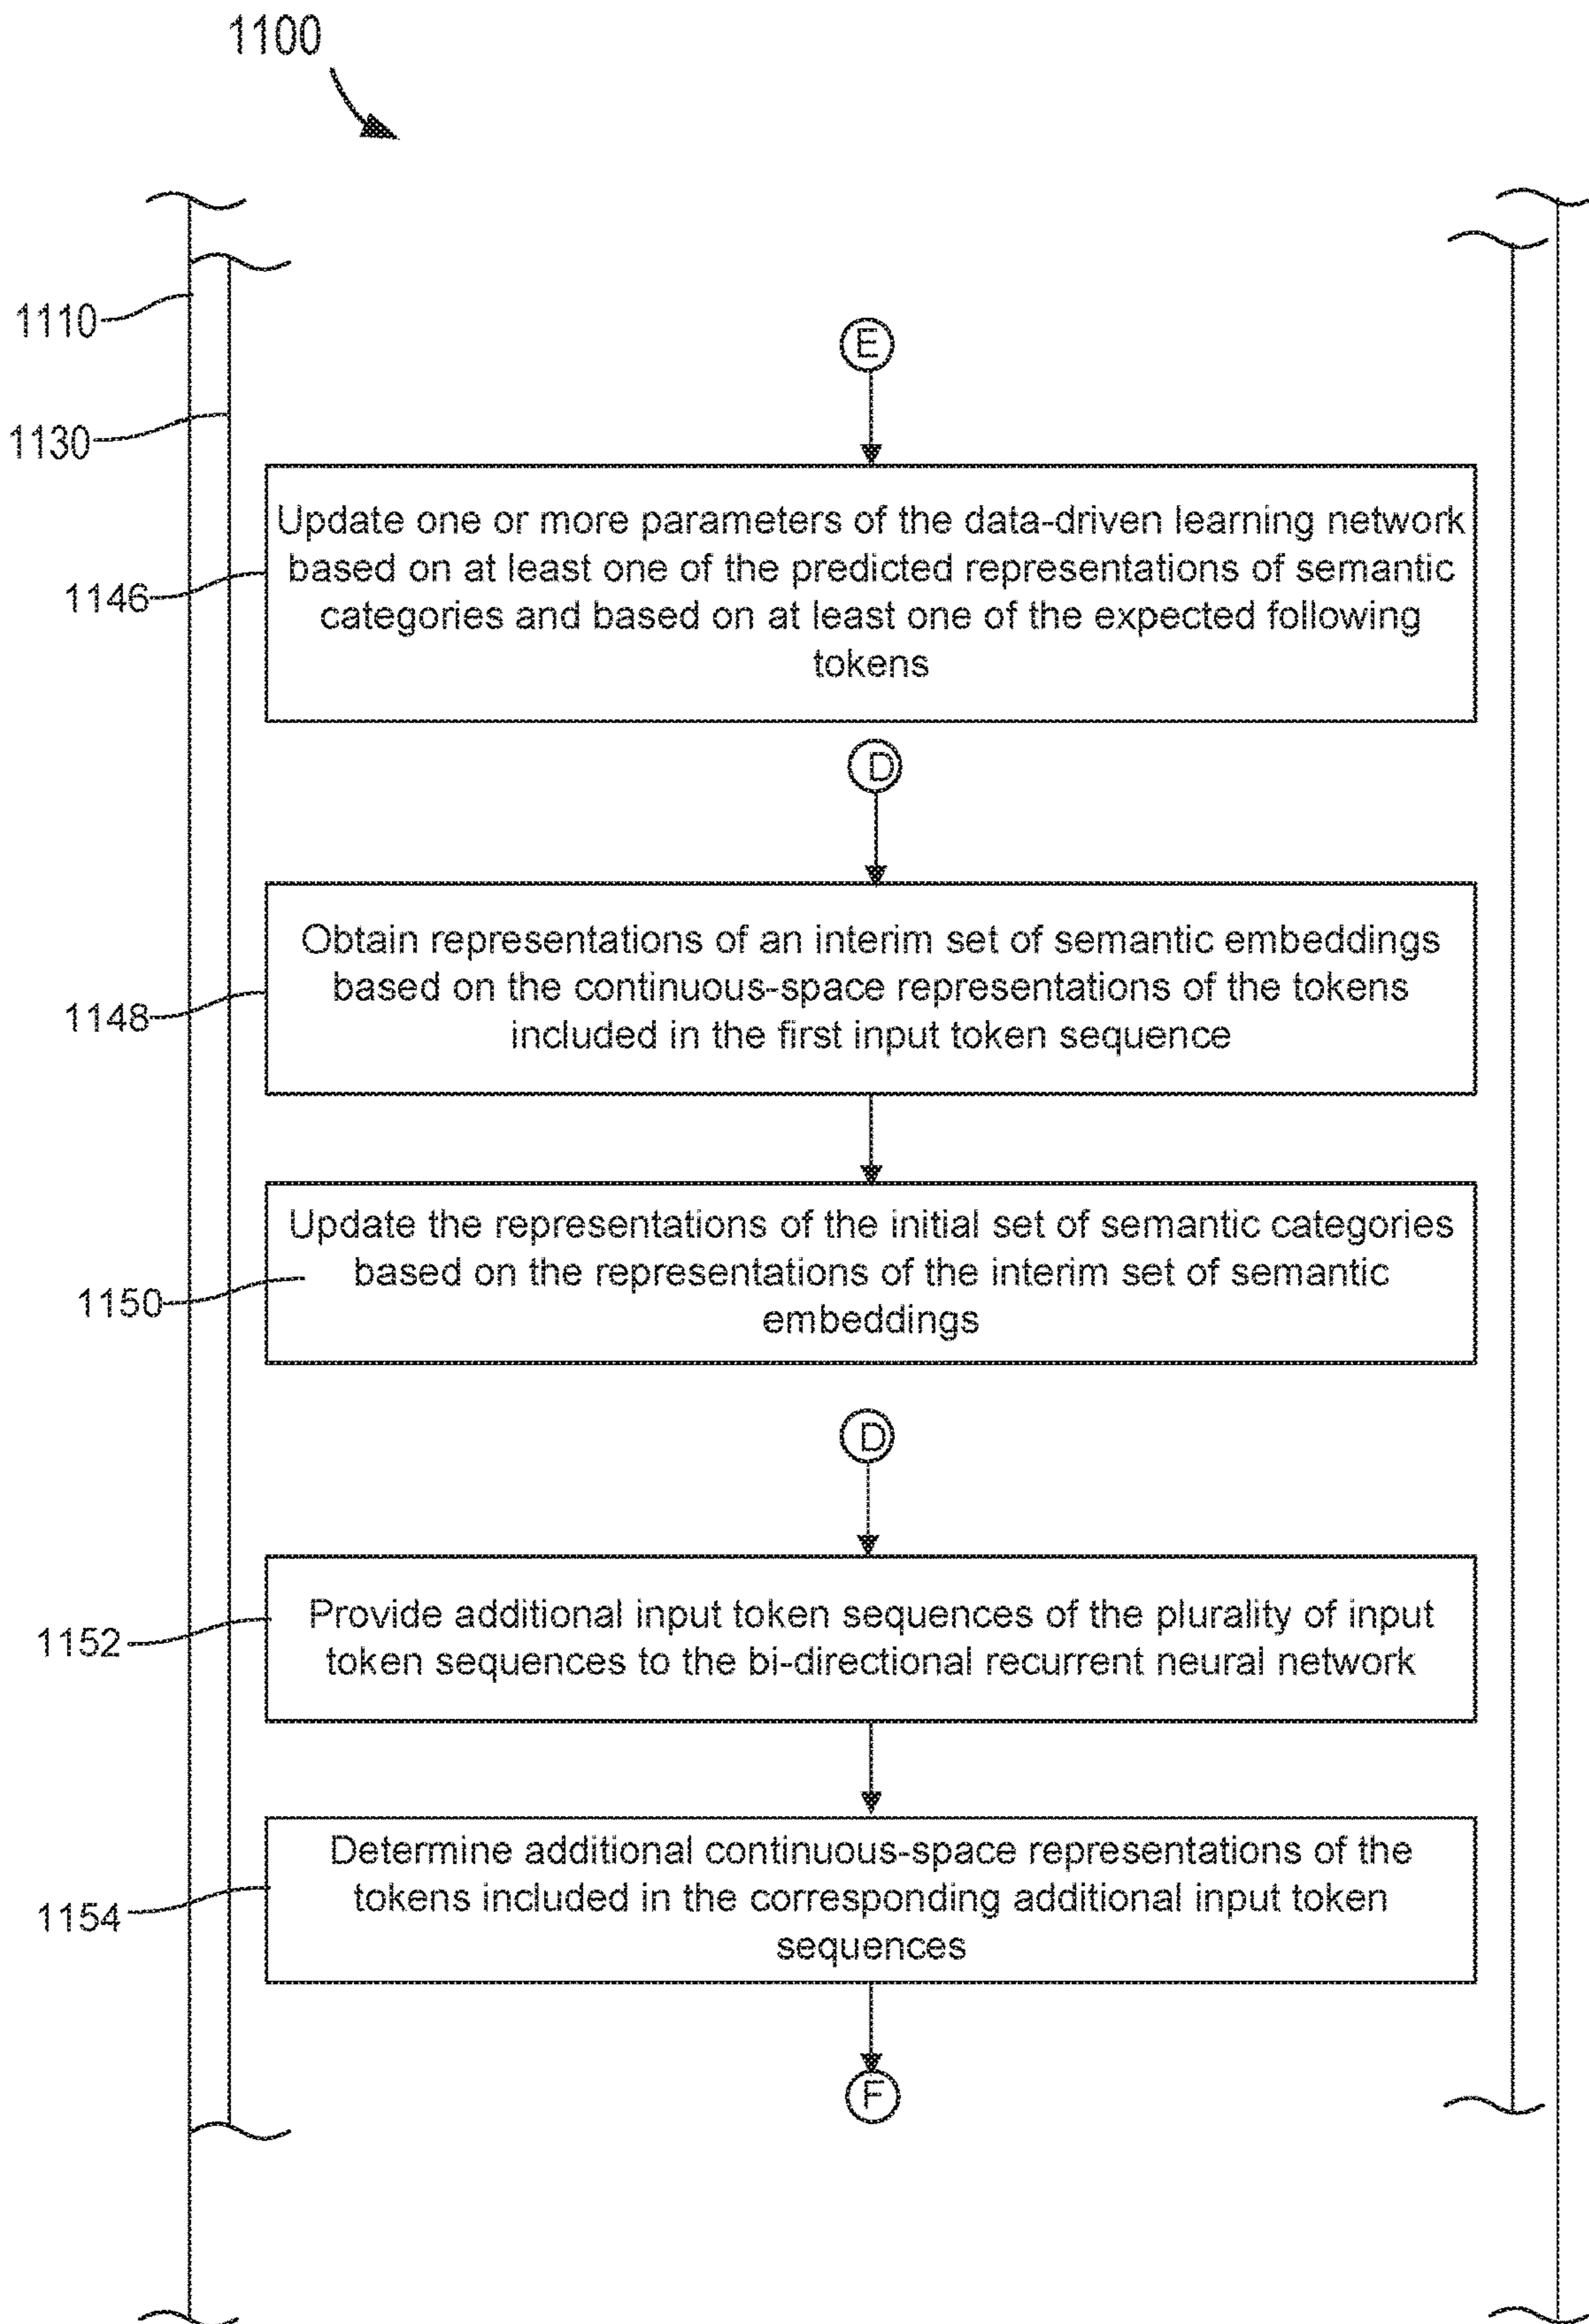 1100
1110
E
1130
Update one or more parameters of the data-driven learning network
based on at least one of the predicted representations of semantic
1146
categories and based on at least one of the expected following
tokens
D
Obtain representations of an interim set of semantic embeddings
based on the continuous-space representations of the tokens
1148
included in the first input token sequence
Update the representations of the initial set of semantic categories
based on the representations of the interim set of semantic
1150
embeddings
D
Provide additional input token sequences of the plurality of input
1152
token sequences to the bi-directional recurrent neural network
Determine additional continuous-space representations of the
tokens included in the corresponding additional input token
1154
sequences
F